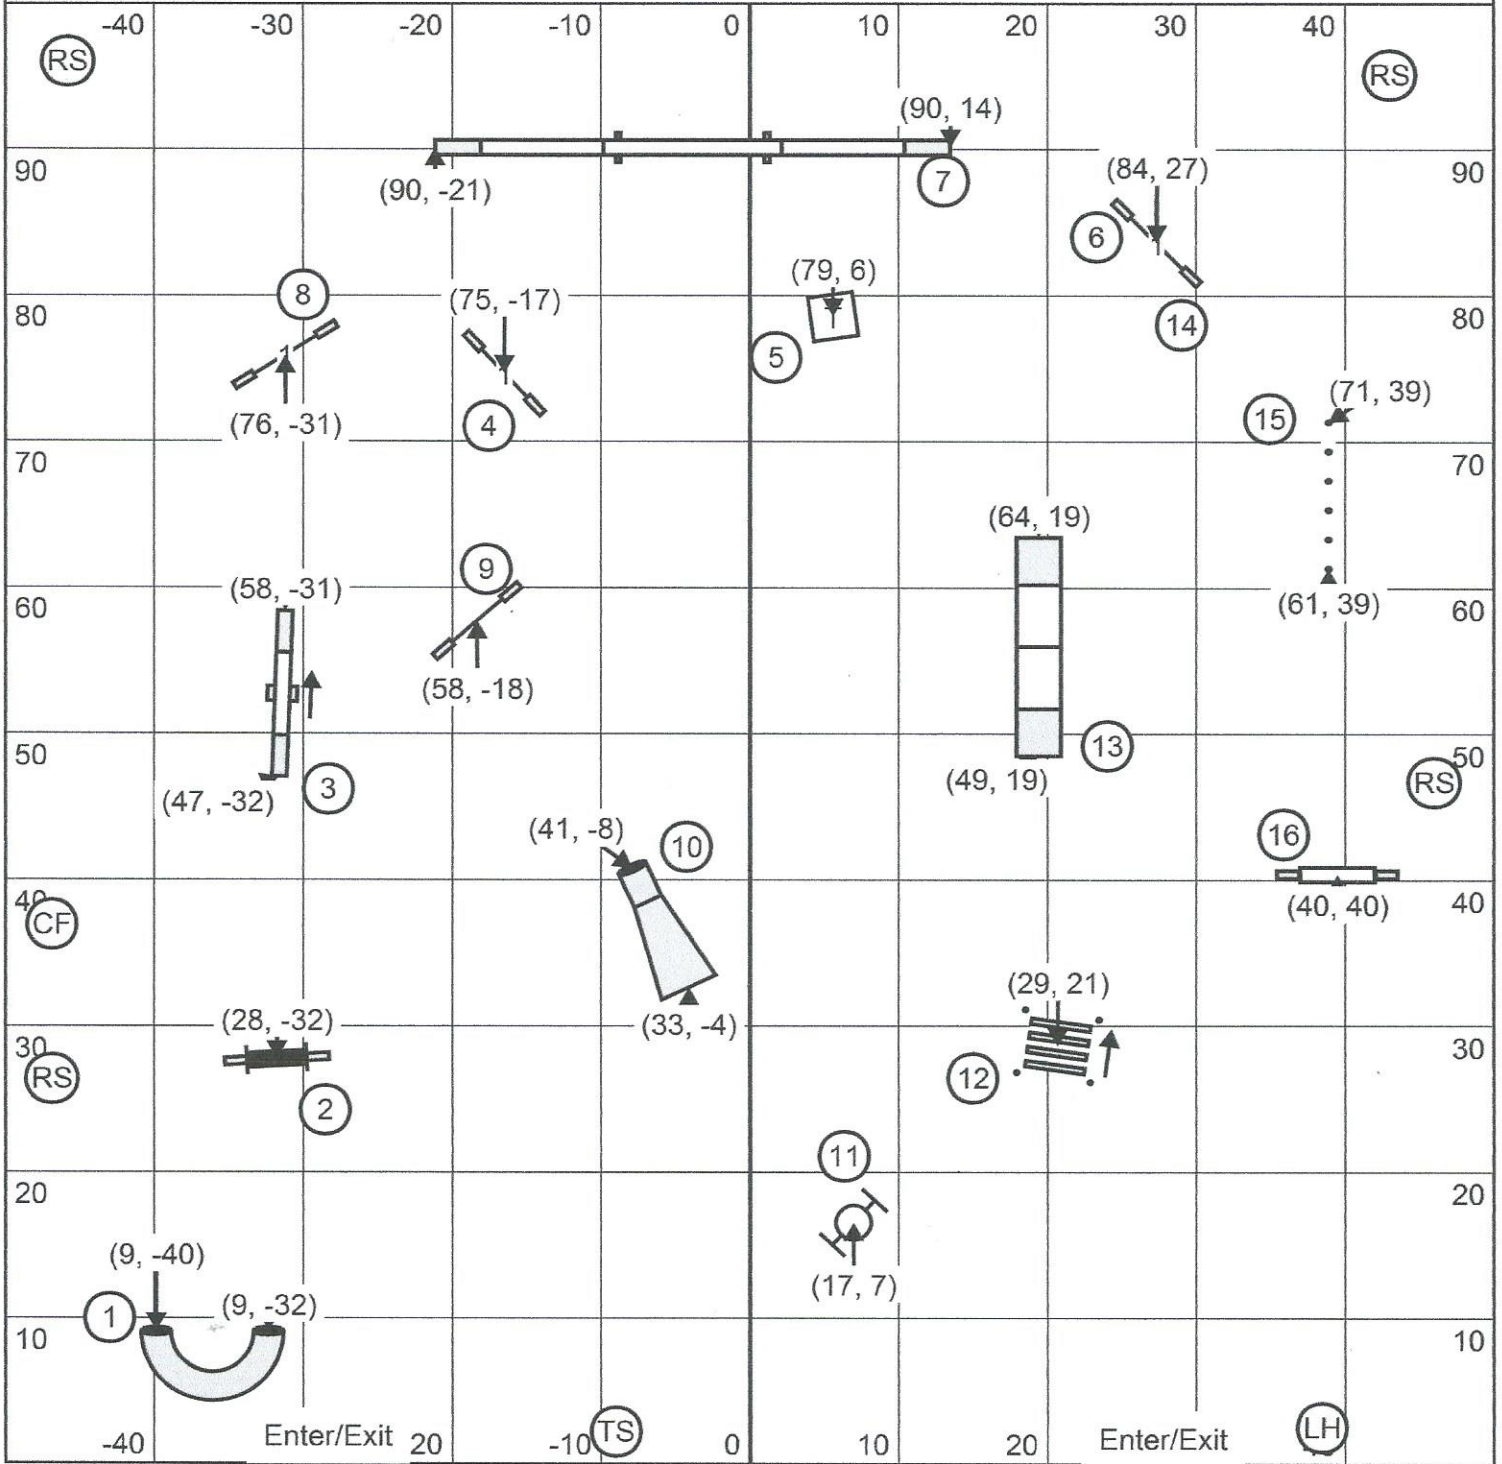 -40 -30 -20 -10 0 10 20 30 40
RS RS
(90, 14)
90 90
(84, 27)
7
(90, -21)
6
(79, 6)
8 (75, -17)
80 80
14
5
(71, 39)
15
(76, -31) 4
70 70
(64, 19)
9
(58, -31)
60 (61, 39) 60
(58, -18)
13
50 50
(49, 19) RS
3
(47, -32)
(41, -8) 10 16
40 (40, 40) 40
CF
(29, 21)
(28, -32) (33, -4)
30 30
RS 12
2
11
20 20
(9, -40) (17, 7)
1 (9, -32)
10 10
TS LH
-40 Enter/Exit 20 -10 0 10 20 Enter/Exit